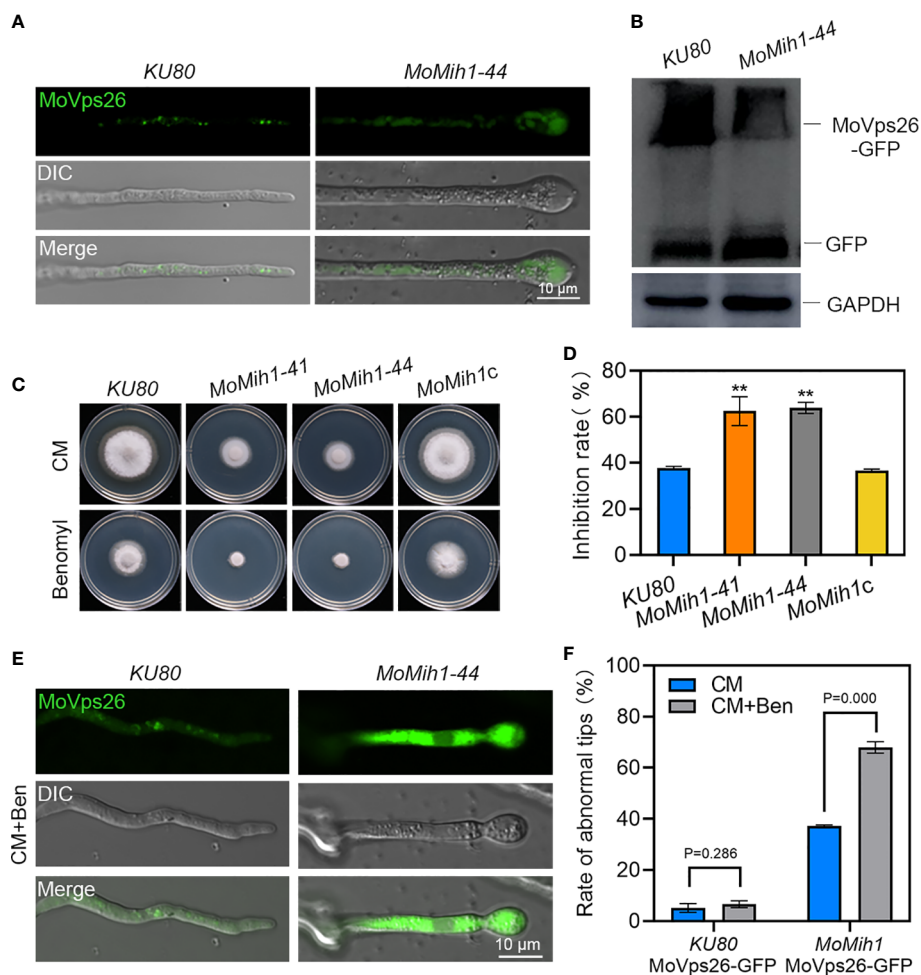 A
KU80
MoMih1-44
MoVps26
DIC
Merge
10 μm
B
KU80
MoMih1-44
MoVps26
-GFP
GFP
GAPDH
C
KU80
MoMih1-41
MoMih1-44
MoMih1c
CM
Benomyl
D
Inhibition rate( %)
80
60
40
20
0
**
**
KU80
MoMih1-41
MoMih1-44
MoMih1c
E
KU80
MoMih1-44
CM+Ben
MoVps26
DIC
Merge
10 μm
F
Rate of abnormal tips (%)
100
80
60
40
20
0
CM
CM+Ben
P=0.286
P=0.000
KU80
MoVps26-GFP
MoMih1
MoVps26-GFP